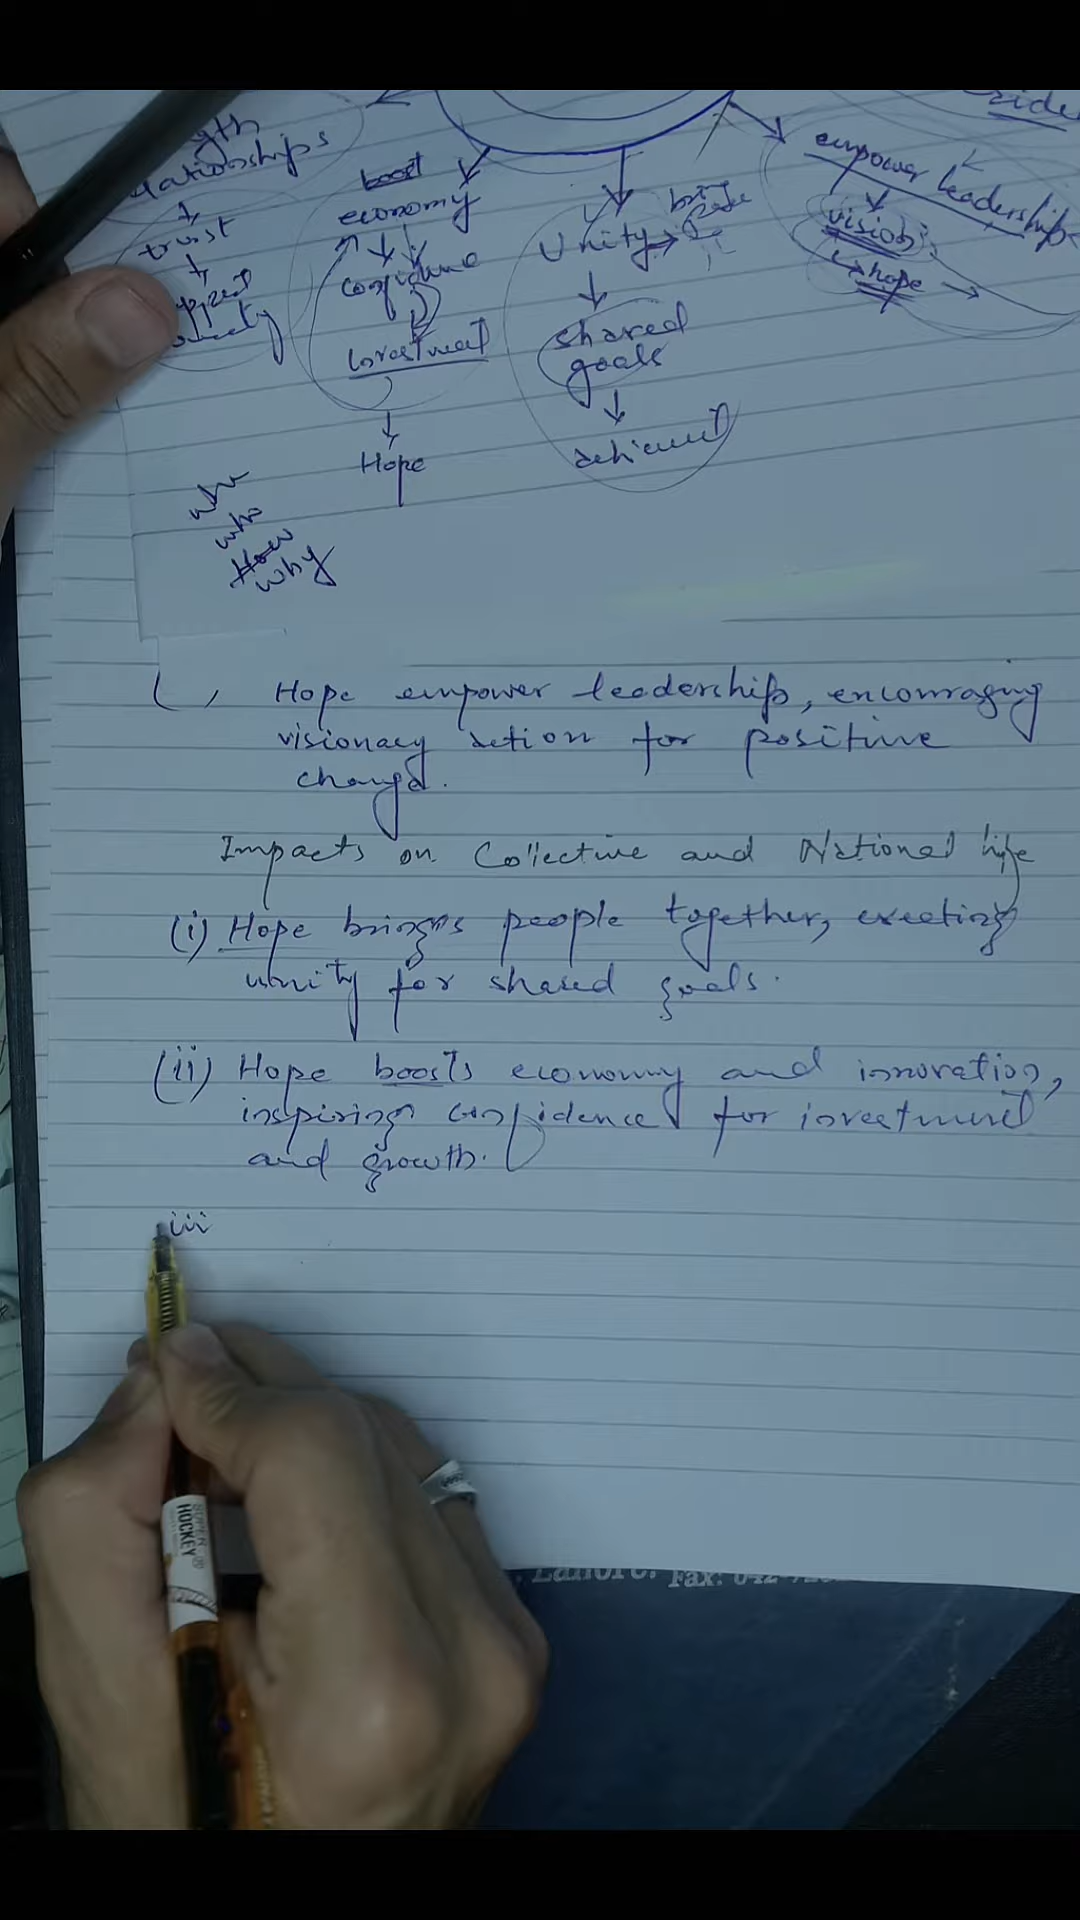 relationships
trust
boost
economy
confidence
Investment
Hope
Unity
shared
goals
empower leadership
vision
hope
who
How
why
Hope empower leadership, encouraging
visionary action for positive
change.
Impacts on Collective and National life
(i) Hope brings people together, creating
unity for shared goals.
(ii) Hope boosts economy and innovation,
inspiring confidence for investment
and growth.
iii
HOCKEY
Lahore. Fax: 042